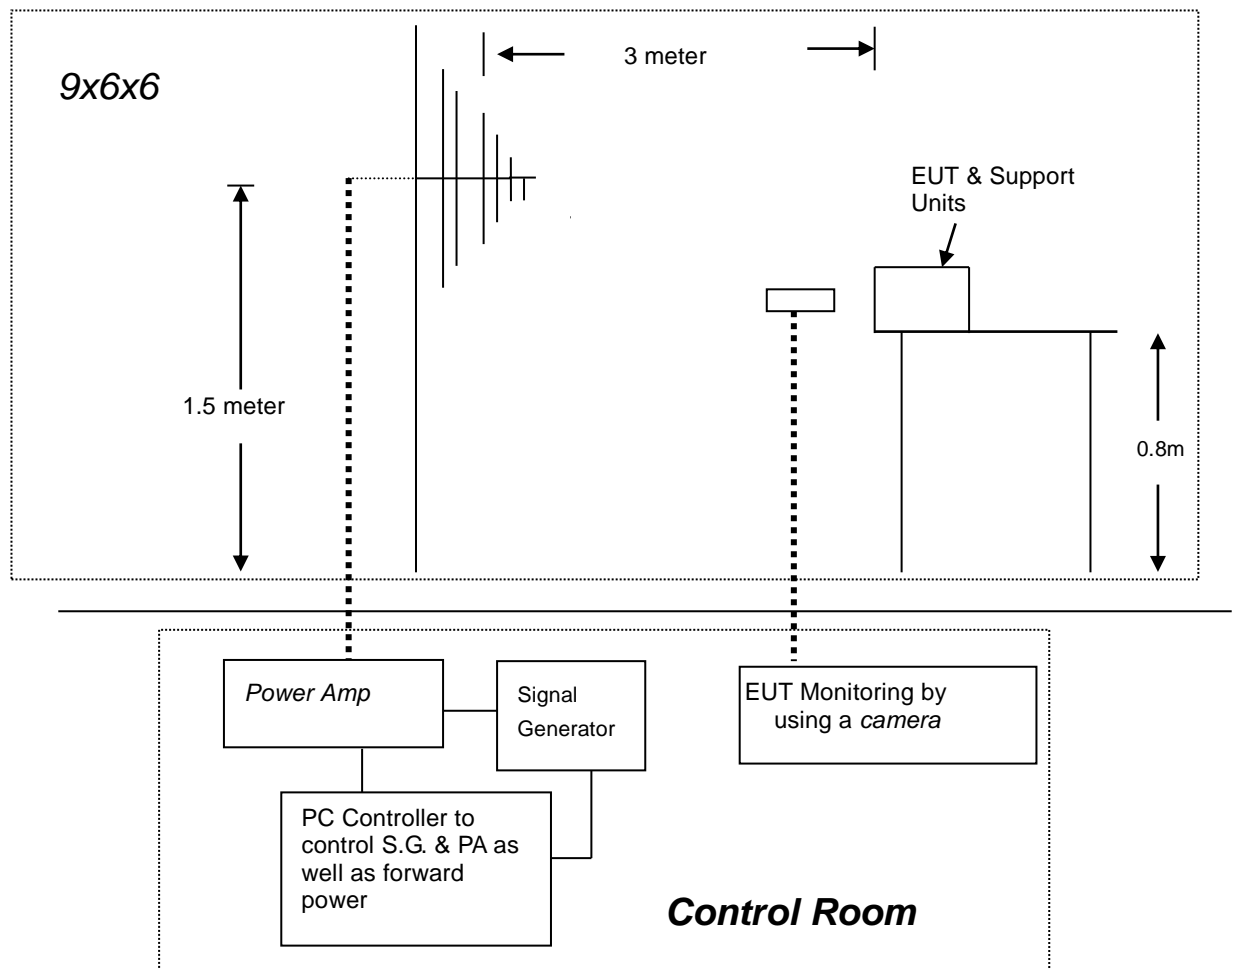 9x6x6
3 meter
EUT & Support
Units
1.5 meter
0.8m
Power Amp
Signal
Generator
EUT Monitoring by
using a camera
PC Controller to
control S.G. & PA as
well as forward
power
Control Room